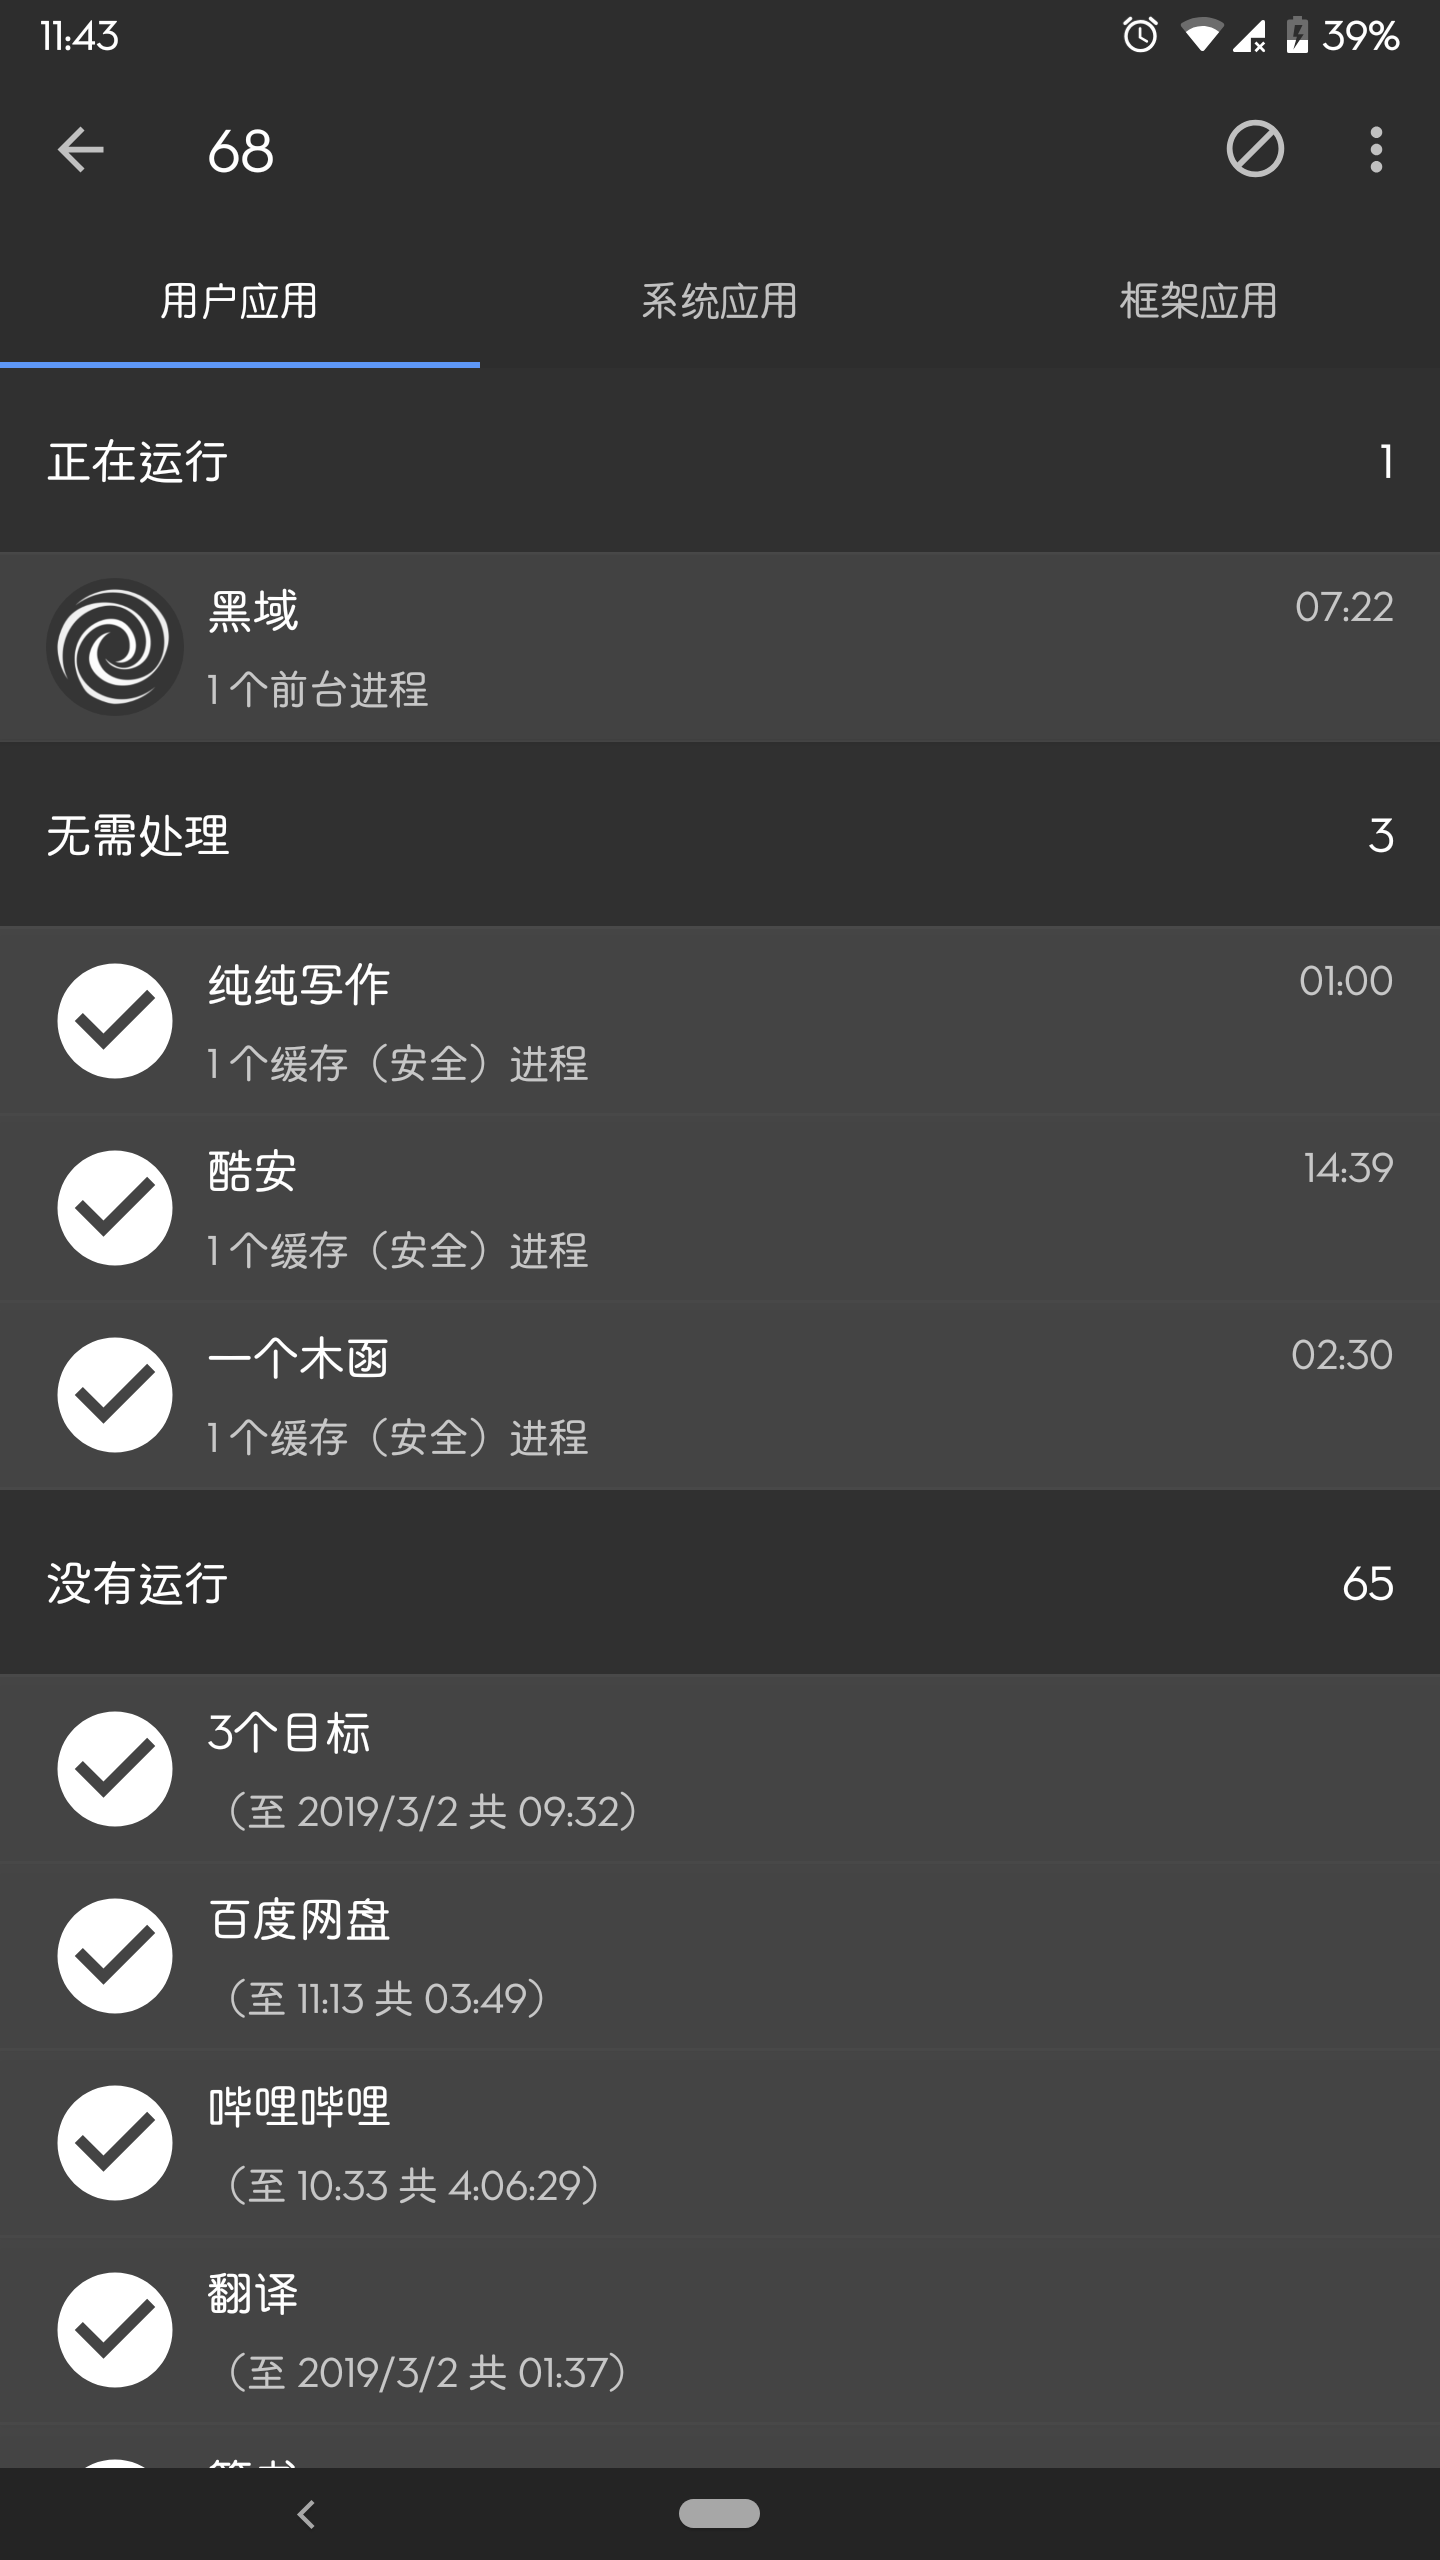 11:43
39%
68
用户应用
系统应用
框架应用
正在运行
1
黑域
07:22
1 个前台进程
无需处理
3
纯纯写作
01:00
1 个缓存（安全）进程
酷安
14:39
1 个缓存（安全）进程
一个木函
02:30
1 个缓存（安全）进程
没有运行
65
3个目标
（至 2019/3/2 共 09:32）
百度网盘
（至 11:13 共 03:49）
哔哩哔哩
（至 10:33 共 4:06:29）
翻译
（至 2019/3/2 共 01:37）